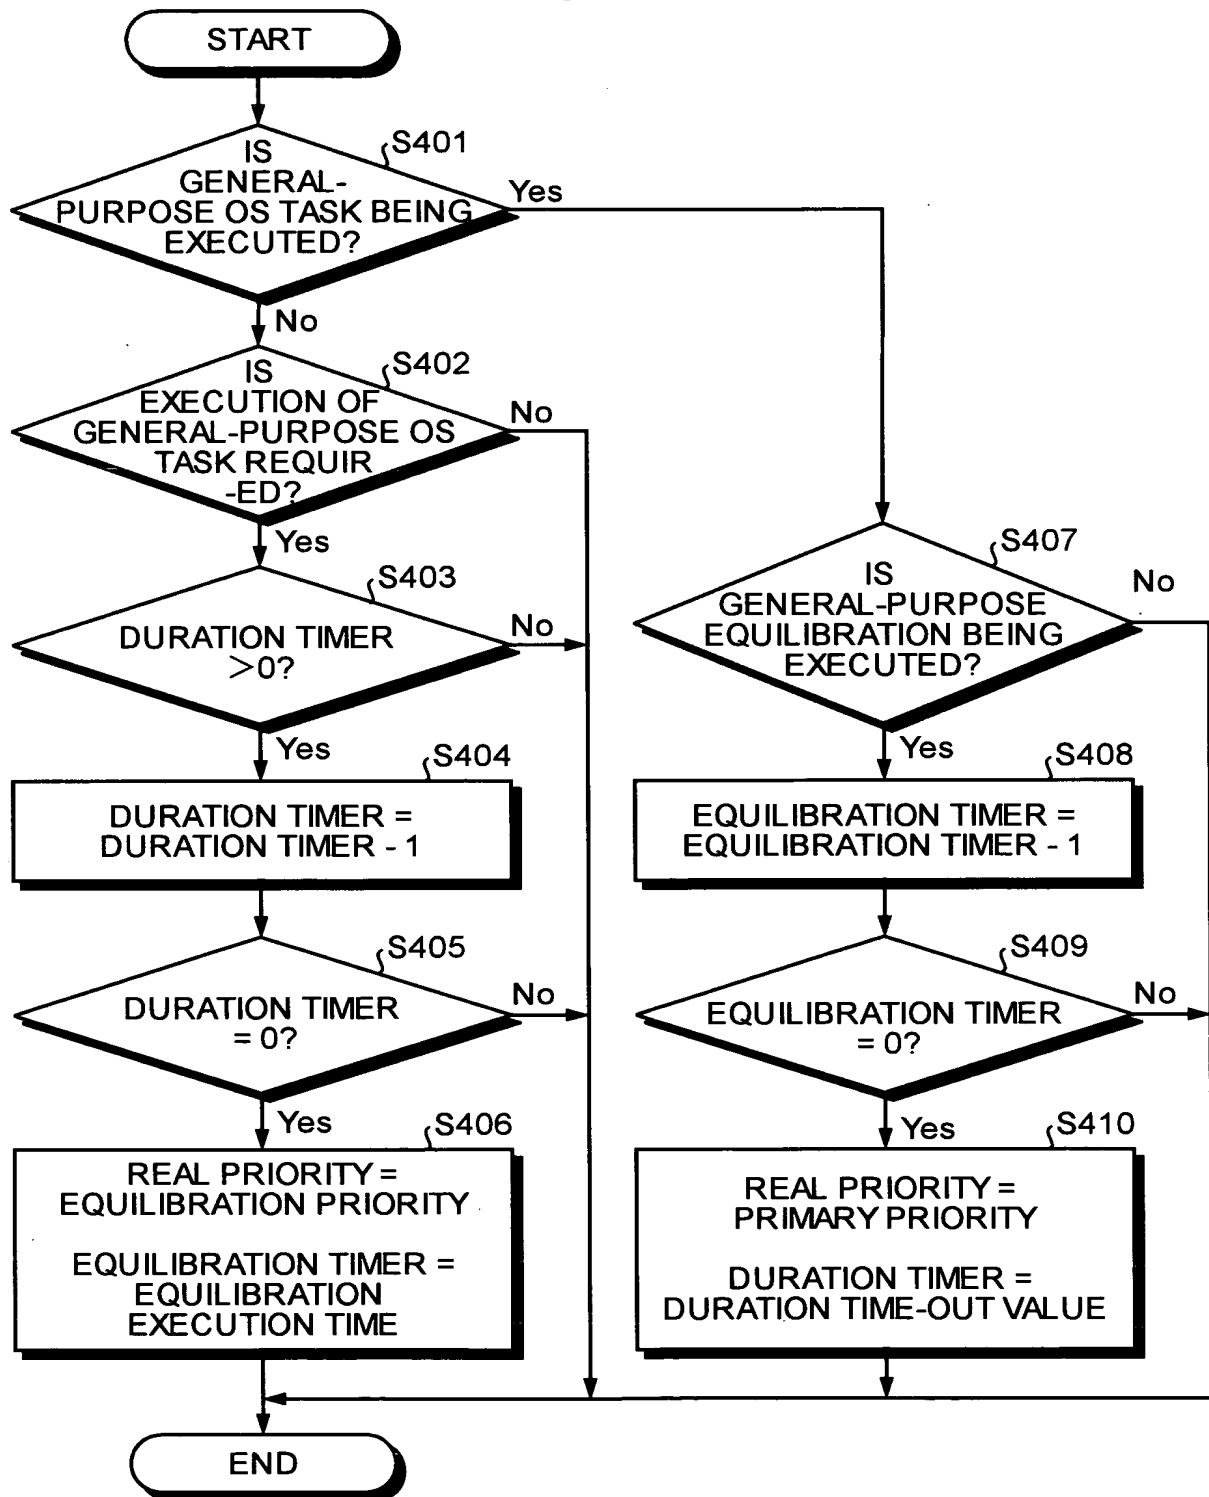 START
S401
IS
GENERAL-
PURPOSE OS TASK BEING
EXECUTED?
Yes
No
S402
IS
EXECUTION OF
GENERAL-PURPOSE OS
TASK REQUIR
-ED?
No
Yes
S403
DURATION TIMER
>0?
No
Yes
S404
DURATION TIMER =
DURATION TIMER - 1
S405
DURATION TIMER
= 0?
No
Yes
S406
REAL PRIORITY =
EQUILIBRATION PRIORITY
EQUILIBRATION TIMER =
EQUILIBRATION
EXECUTION TIME
S407
IS
GENERAL-PURPOSE
EQUILIBRATION BEING
EXECUTED?
No
Yes
S408
EQUILIBRATION TIMER =
EQUILIBRATION TIMER - 1
S409
EQUILIBRATION TIMER
= 0?
No
Yes
S410
REAL PRIORITY =
PRIMARY PRIORITY
DURATION TIMER =
DURATION TIME-OUT VALUE
END